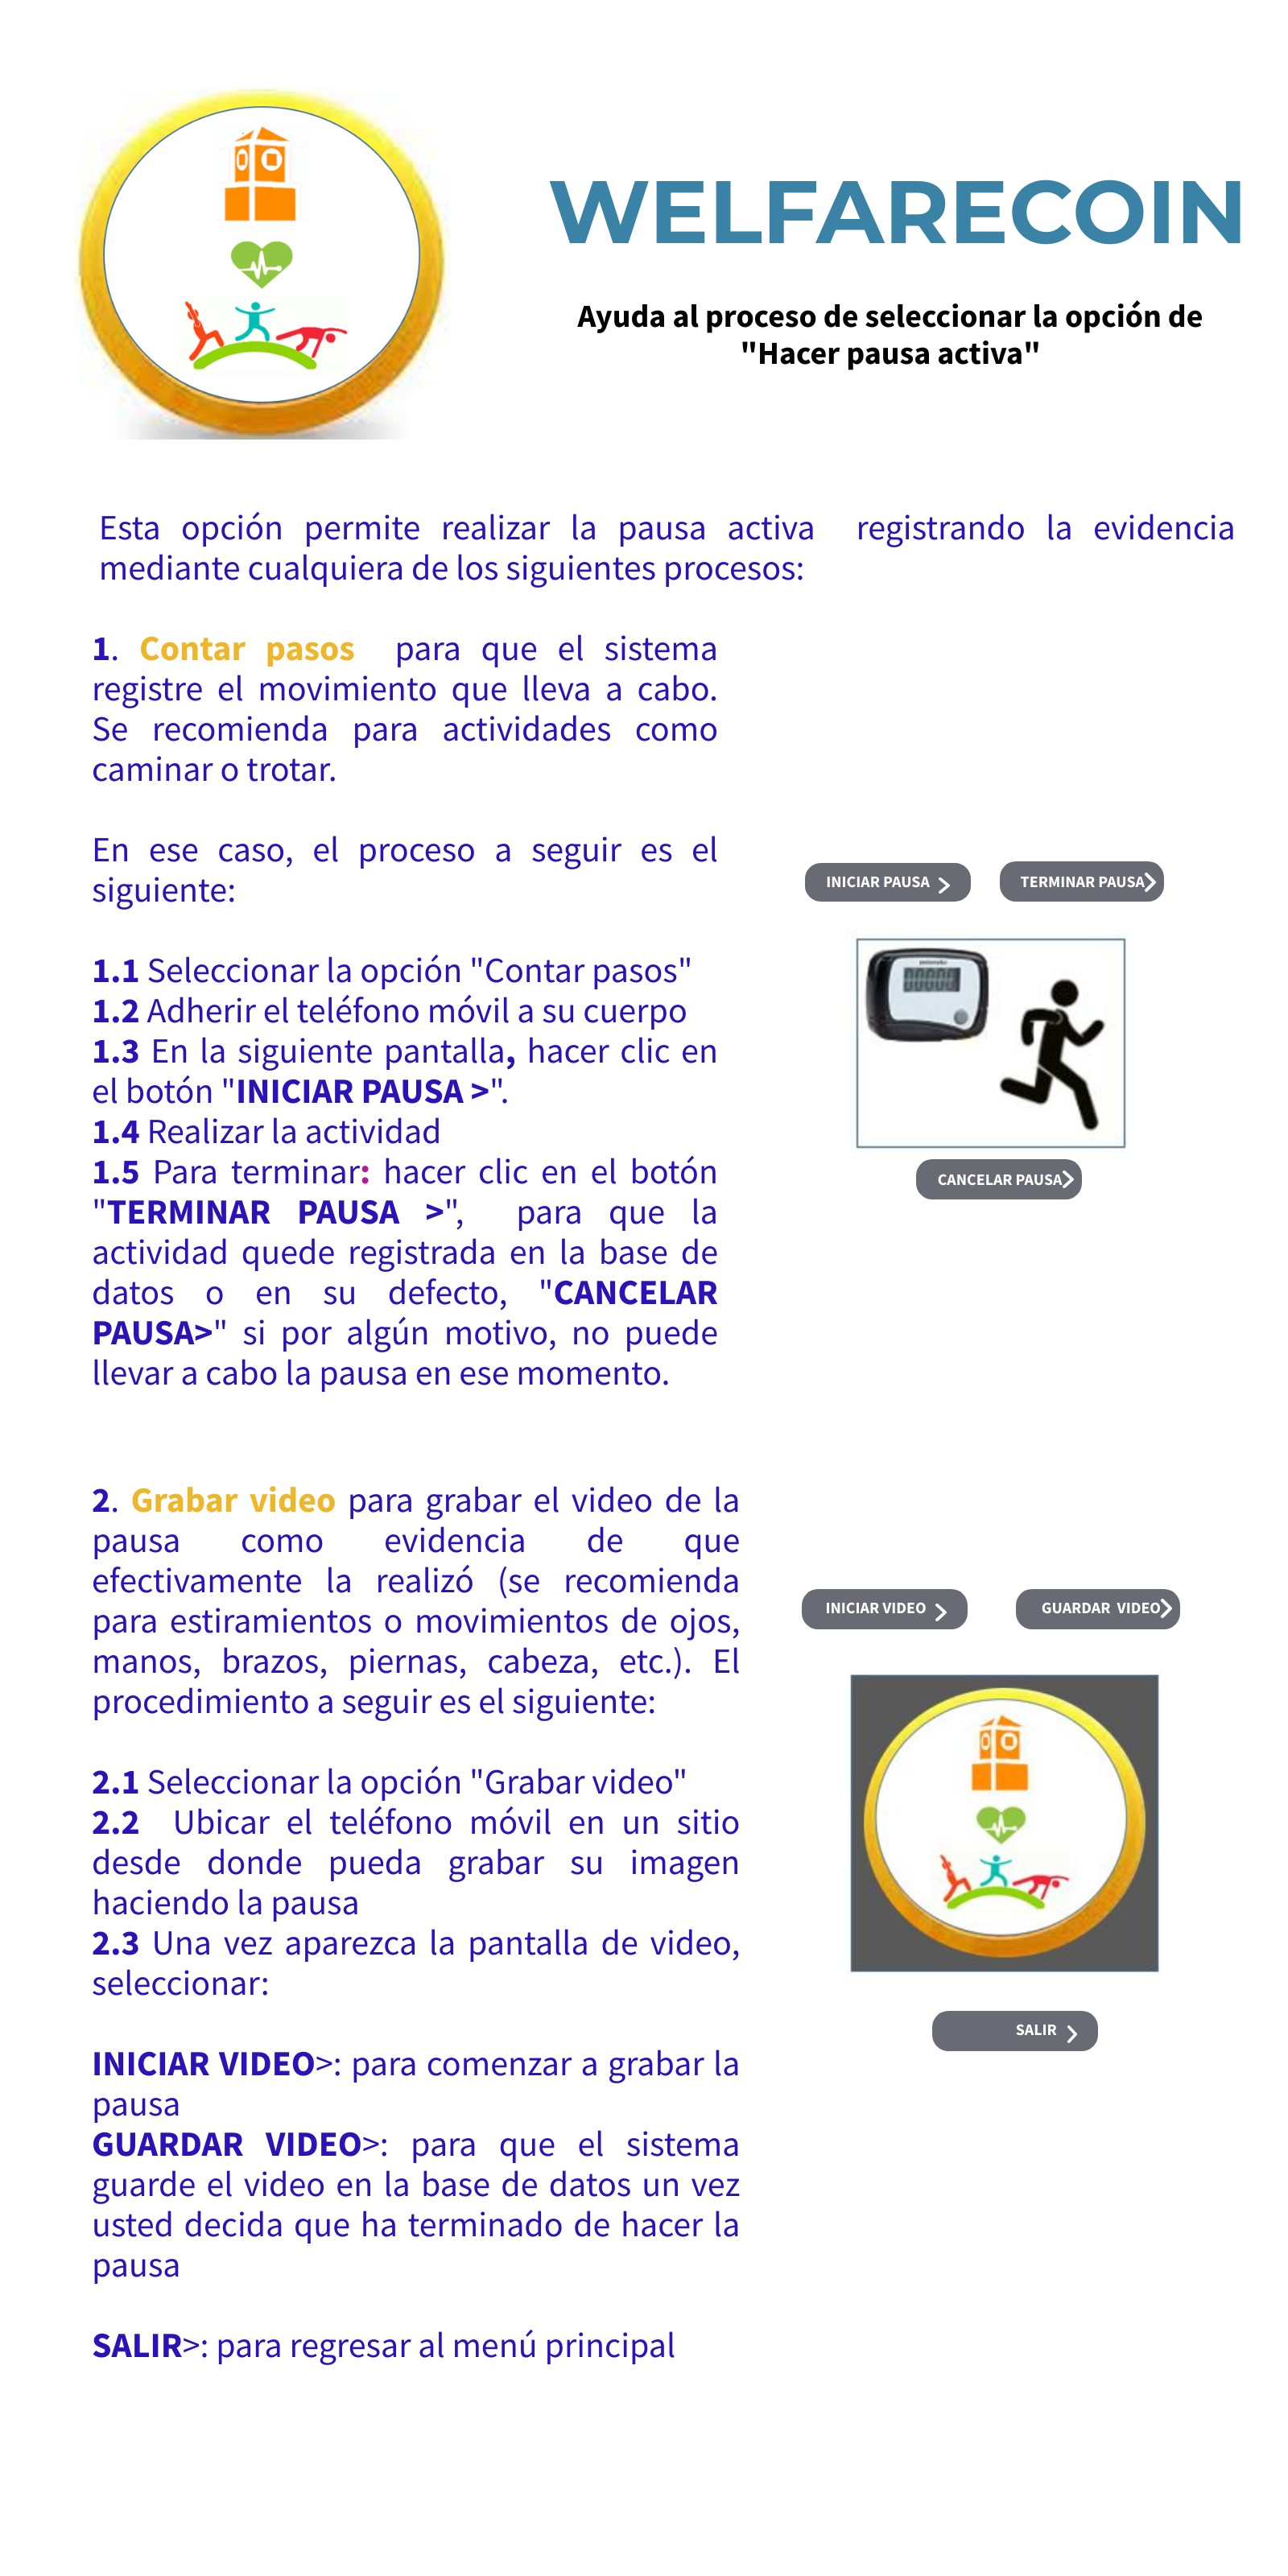 WELFARECOIN
Ayuda al proceso de seleccionar la opción de
"Hacer pausa activa"
Esta opción permite realizar la pausa activa registrando la evidencia
mediante cualquiera de los siguientes procesos:
1. Contar pasos para que el sistema
registre el movimiento que lleva a cabo.
Se recomienda para actividades como
caminar o trotar.
En ese caso, el proceso a seguir es el
siguiente:
1.1 Seleccionar la opción "Contar pasos"
1.2 Adherir el teléfono móvil a su cuerpo
1.3 En la siguiente pantalla, hacer clic en
el botón "INICIAR PAUSA >".
1.4 Realizar la actividad
1.5 Para terminar: hacer clic en el botón
"TERMINAR PAUSA >", para que la
actividad quede registrada en la base de
datos o en su defecto, "CANCELAR
PAUSA>" si por algún motivo, no puede
llevar a cabo la pausa en ese momento.
INICIAR PAUSA >
TERMINAR PAUSA>
00000
CANCELAR PAUSA>
2. Grabar video para grabar el video de la
pausa como evidencia de que
efectivamente la realizó (se recomienda
para estiramientos o movimientos de ojos,
manos, brazos, piernas, cabeza, etc.). El
procedimiento a seguir es el siguiente:
2.1 Seleccionar la opción "Grabar video"
2.2 Ubicar el teléfono móvil en un sitio
desde donde pueda grabar su imagen
haciendo la pausa
2.3 Una vez aparezca la pantalla de video,
seleccionar:
INICIAR VIDEO>: para comenzar a grabar la
pausa
GUARDAR VIDEO>: para que el sistema
guarde el video en la base de datos un vez
usted decida que ha terminado de hacer la
pausa
SALIR>: para regresar al menú principal
INICIAR VIDEO >
GUARDAR VIDEO>
SALIR >